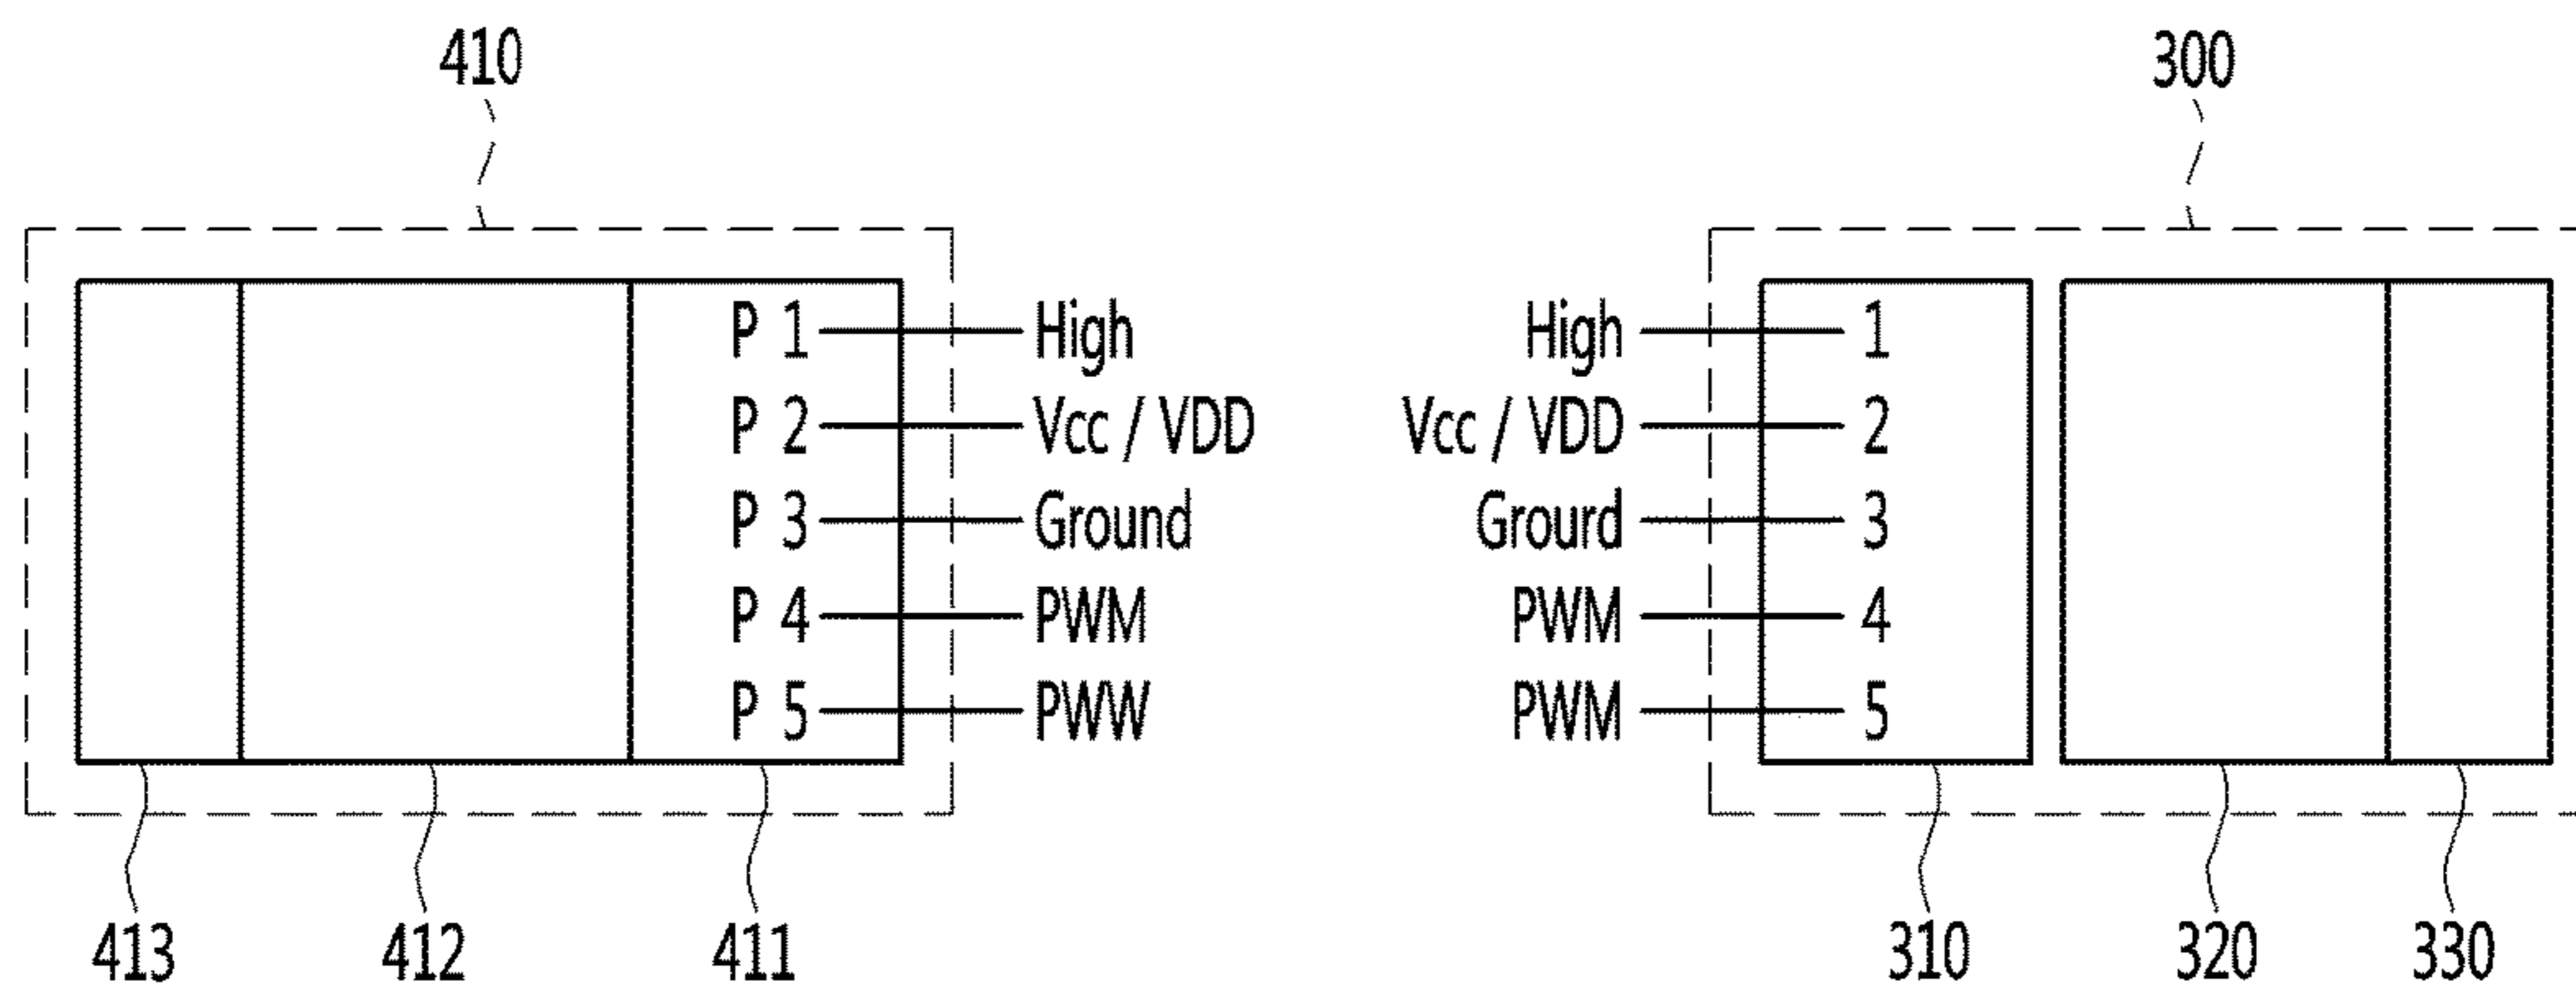 410 300
P 1 High High 1
P 2 Vcc / VDD Vcc / VDD 2
P 3 Ground Grourd 3
P 4 PWM PWM 4
P 5 PWW PWM 5
413 412 411 310 320 330